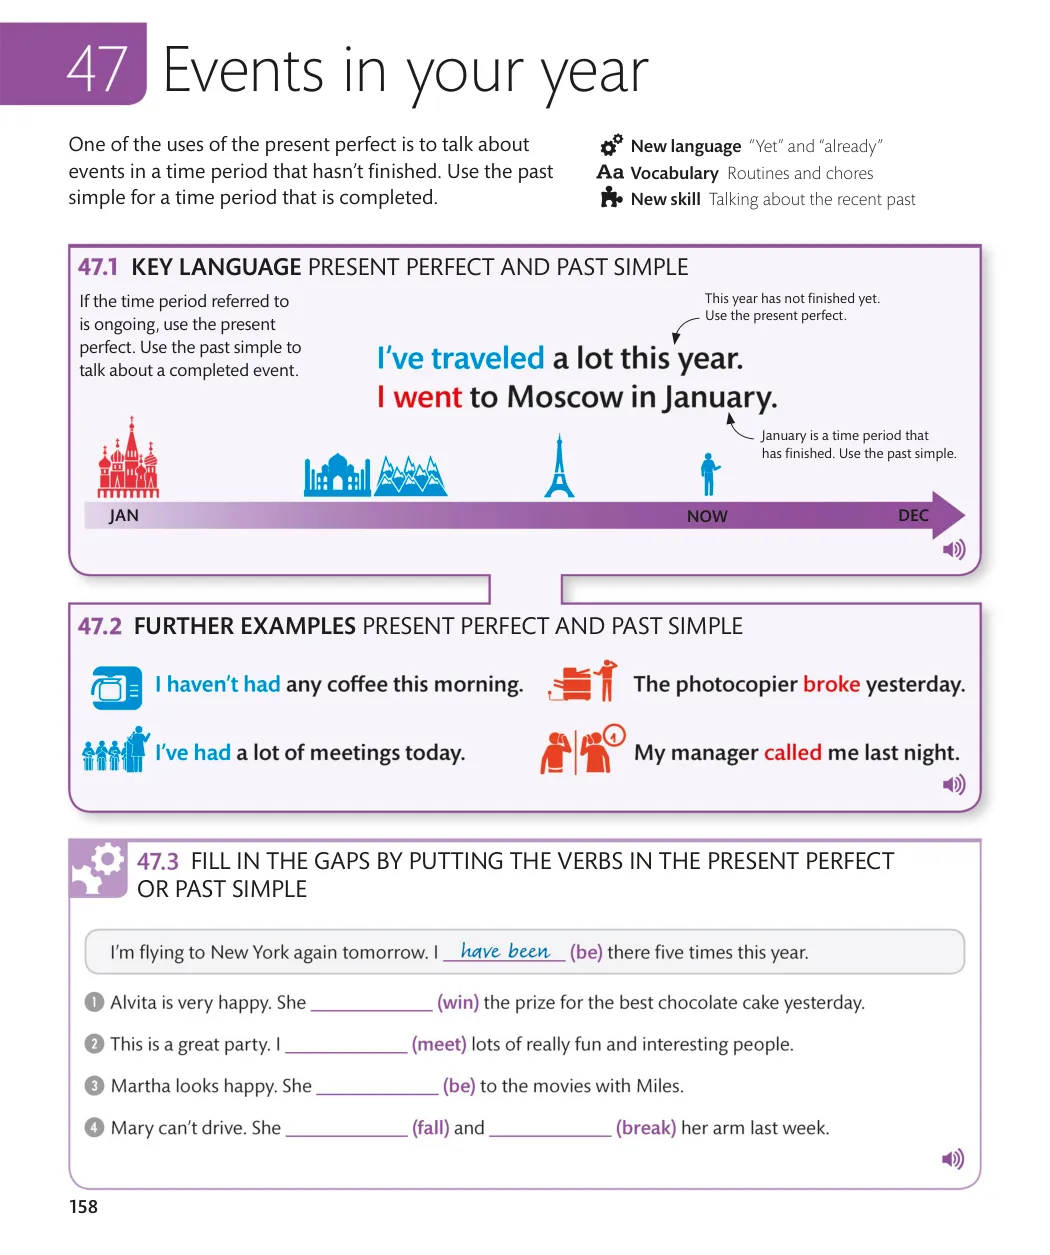 47 Events in your year
One of the uses of the present perfect is to talk about
events in a time period that hasn’t finished. Use the past
simple for a time period that is completed.
New language “Yet” and “already”
Aa Vocabulary Routines and chores
New skill Talking about the recent past
47.1 KEY LANGUAGE PRESENT PERFECT AND PAST SIMPLE
If the time period referred to
is ongoing, use the present
perfect. Use the past simple to
talk about a completed event.
This year has not finished yet.
Use the present perfect.
I’ve traveled a lot this year.
I went to Moscow in January.
January is a time period that
has finished. Use the past simple.
JAN NOW DEC
47.2 FURTHER EXAMPLES PRESENT PERFECT AND PAST SIMPLE
I haven’t had any coffee this morning.
The photocopier broke yesterday.
I’ve had a lot of meetings today.
My manager called me last night.
47.3 FILL IN THE GAPS BY PUTTING THE VERBS IN THE PRESENT PERFECT
OR PAST SIMPLE
I’m flying to New York again tomorrow. I have been (be) there five times this year.
1 Alvita is very happy. She ____________ (win) the prize for the best chocolate cake yesterday.
2 This is a great party. I ____________ (meet) lots of really fun and interesting people.
3 Martha looks happy. She ____________ (be) to the movies with Miles.
4 Mary can’t drive. She ____________ (fall) and ____________ (break) her arm last week.
158